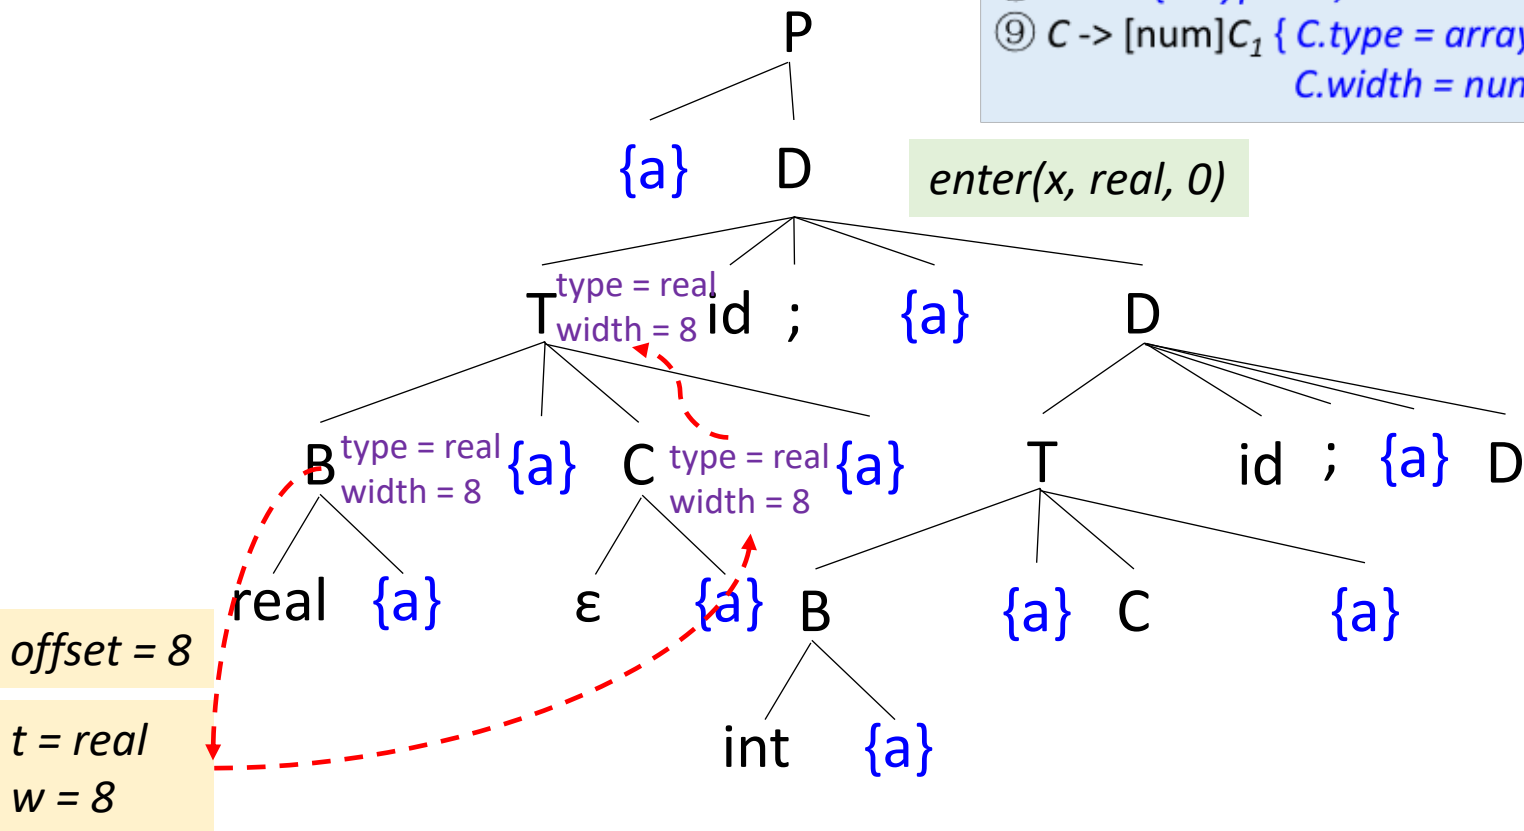 P
⑨ C -> [num]C1 { C.type = array
C.width = num
{a} D
enter(x, real, 0)
T type = real width = 8 id ; {a} D
B type = real width = 8 {a} C type = real width = 8 {a} T id ; {a} D
real {a} ε {a} B {a} C {a}
offset = 8
t = real
w = 8
int {a}